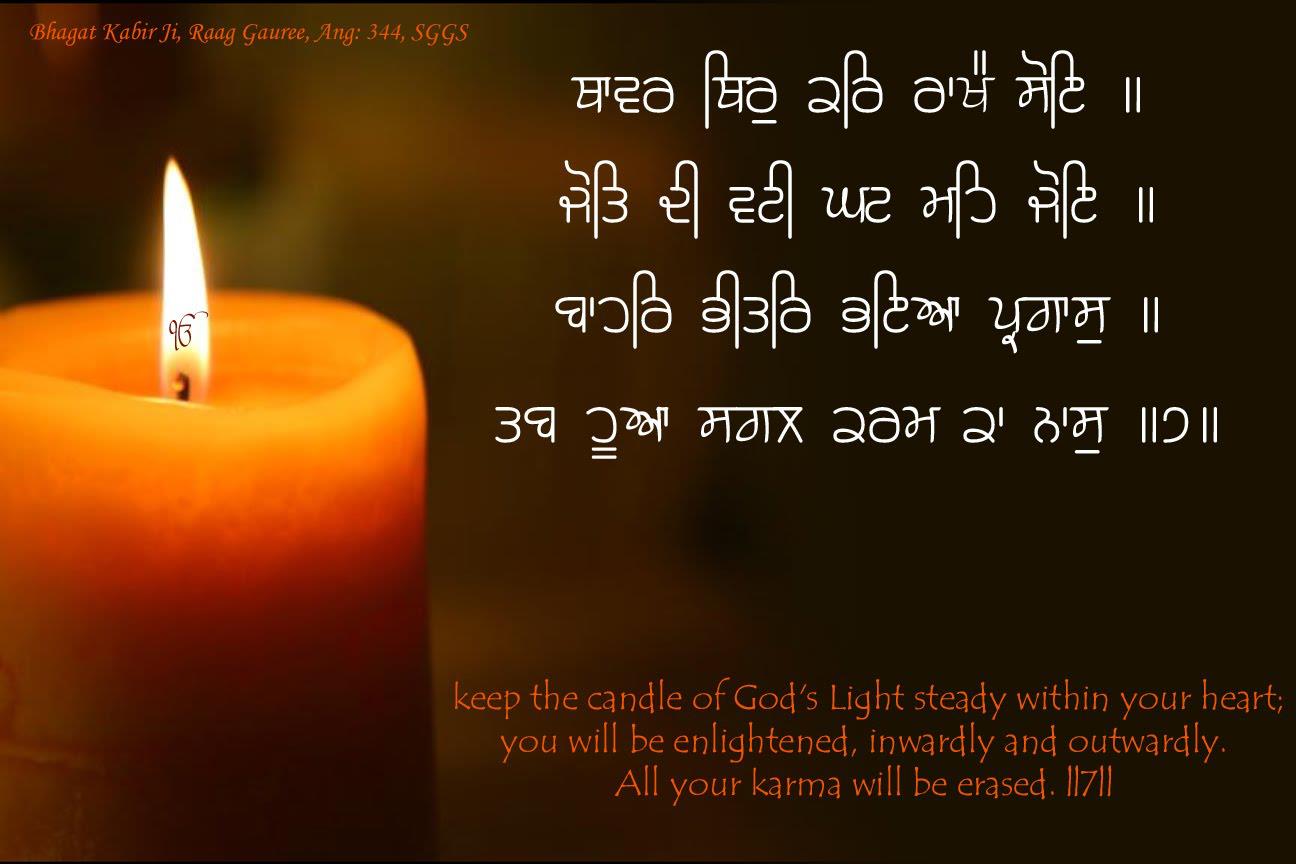 Bhagat Kabir Ji, Raag Gauree, Ang: 344, SGGS
ਥਾਵਰ ਥਿਰੁ ਕਰਿ ਰਾਖੈ ਸੋਇ ॥
ਜੋਤਿ ਦੀ ਵਟੀ ਘਟ ਮਹਿ ਜੋਇ ॥
ਬਾਹਰਿ ਭੀਤਰਿ ਭਇਆ ਪ੍ਰਗਾਸੁ ॥
ਤਬ ਹੂਆ ਸਗਲ ਕਰਮ ਕਾ ਨਾਸੁ ॥੭॥
ੴ
keep the candle of God's Light steady within your heart;
you will be enlightened, inwardly and outwardly.
All your karma will be erased. ||7||